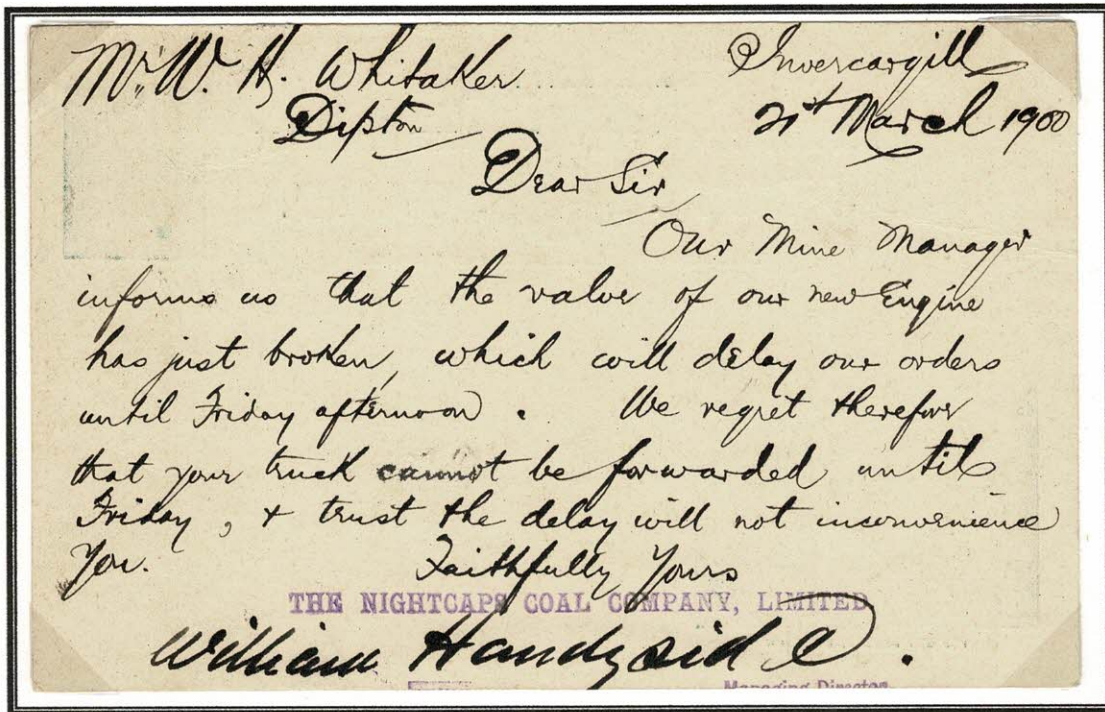 Mr. W. H. Whitaker
Dipton
Invercargill
21st March 1900
Dear Sir
Our Mine Manager
informs us that the valve of our new Engine
has just broken, which will delay our orders
until Friday afternoon. We regret therefore
that your truck cannot be forwarded until
Friday, & trust the delay will not inconvenience
you. Faithfully Yours
THE NIGHTCAPS COAL COMPANY, LIMITED
William Handyside.
Managing Director